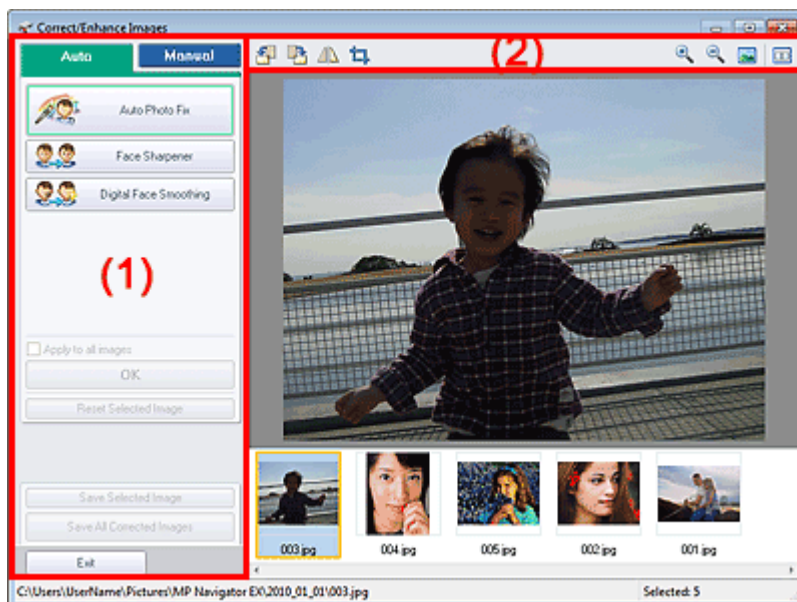 Correct/Enhance Images
Auto
Manual
(2)
Auto Photo Fix
Face Sharpener
Digital Face Smoothing
(1)
Apply to all images
OK
Reset Selected Image
Save Selected Image
Save All Corrected Images
Exit
003.jpg
004.jpg
005.jpg
002.jpg
001.jpg
C:\Users\UserName\Pictures\MP Navigator EX\2010_01_01\003.jpg
Selected: 5